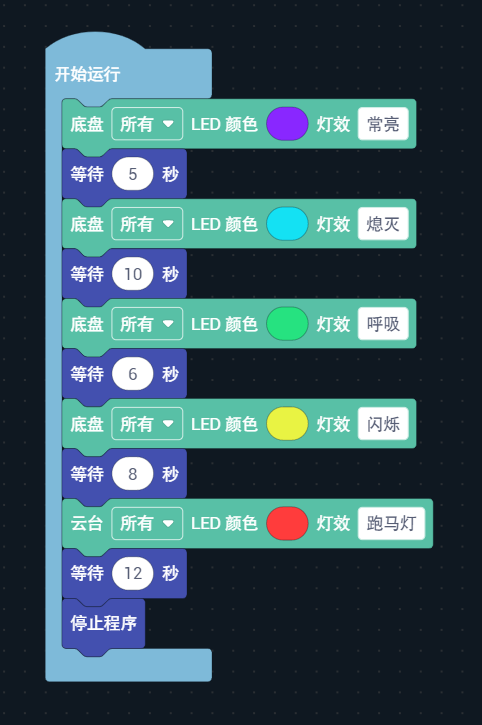 开始运行
底盘 所有 LED 颜色 灯效 常亮
等待 5 秒
底盘 所有 LED 颜色 灯效 熄灭
等待 10 秒
底盘 所有 LED 颜色 灯效 呼吸
等待 6 秒
底盘 所有 LED 颜色 灯效 闪烁
等待 8 秒
云台 所有 LED 颜色 灯效 跑马灯
等待 12 秒
停止程序